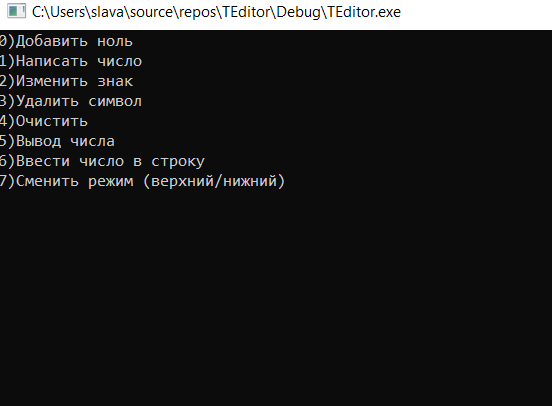 C:\Users\slava\source\repos\TEditor\Debug\TEditor.exe
0)Добавить ноль
1)Написать число
2)Изменить знак
3)Удалить символ
4)Очистить
5)Вывод числа
6)Ввести число в строку
7)Сменить режим (верхний/нижний)